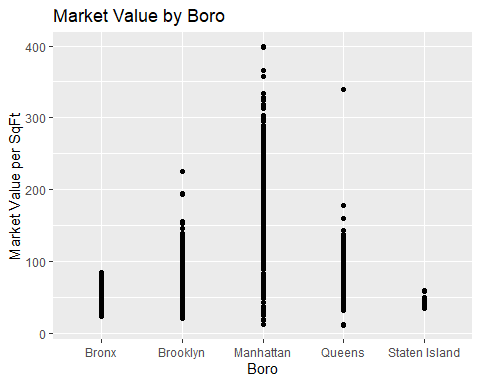 Market Value by Boro
Market Value per SqFt
400
300
200
100
0
Bronx Brooklyn Manhattan Queens Staten Island
Boro